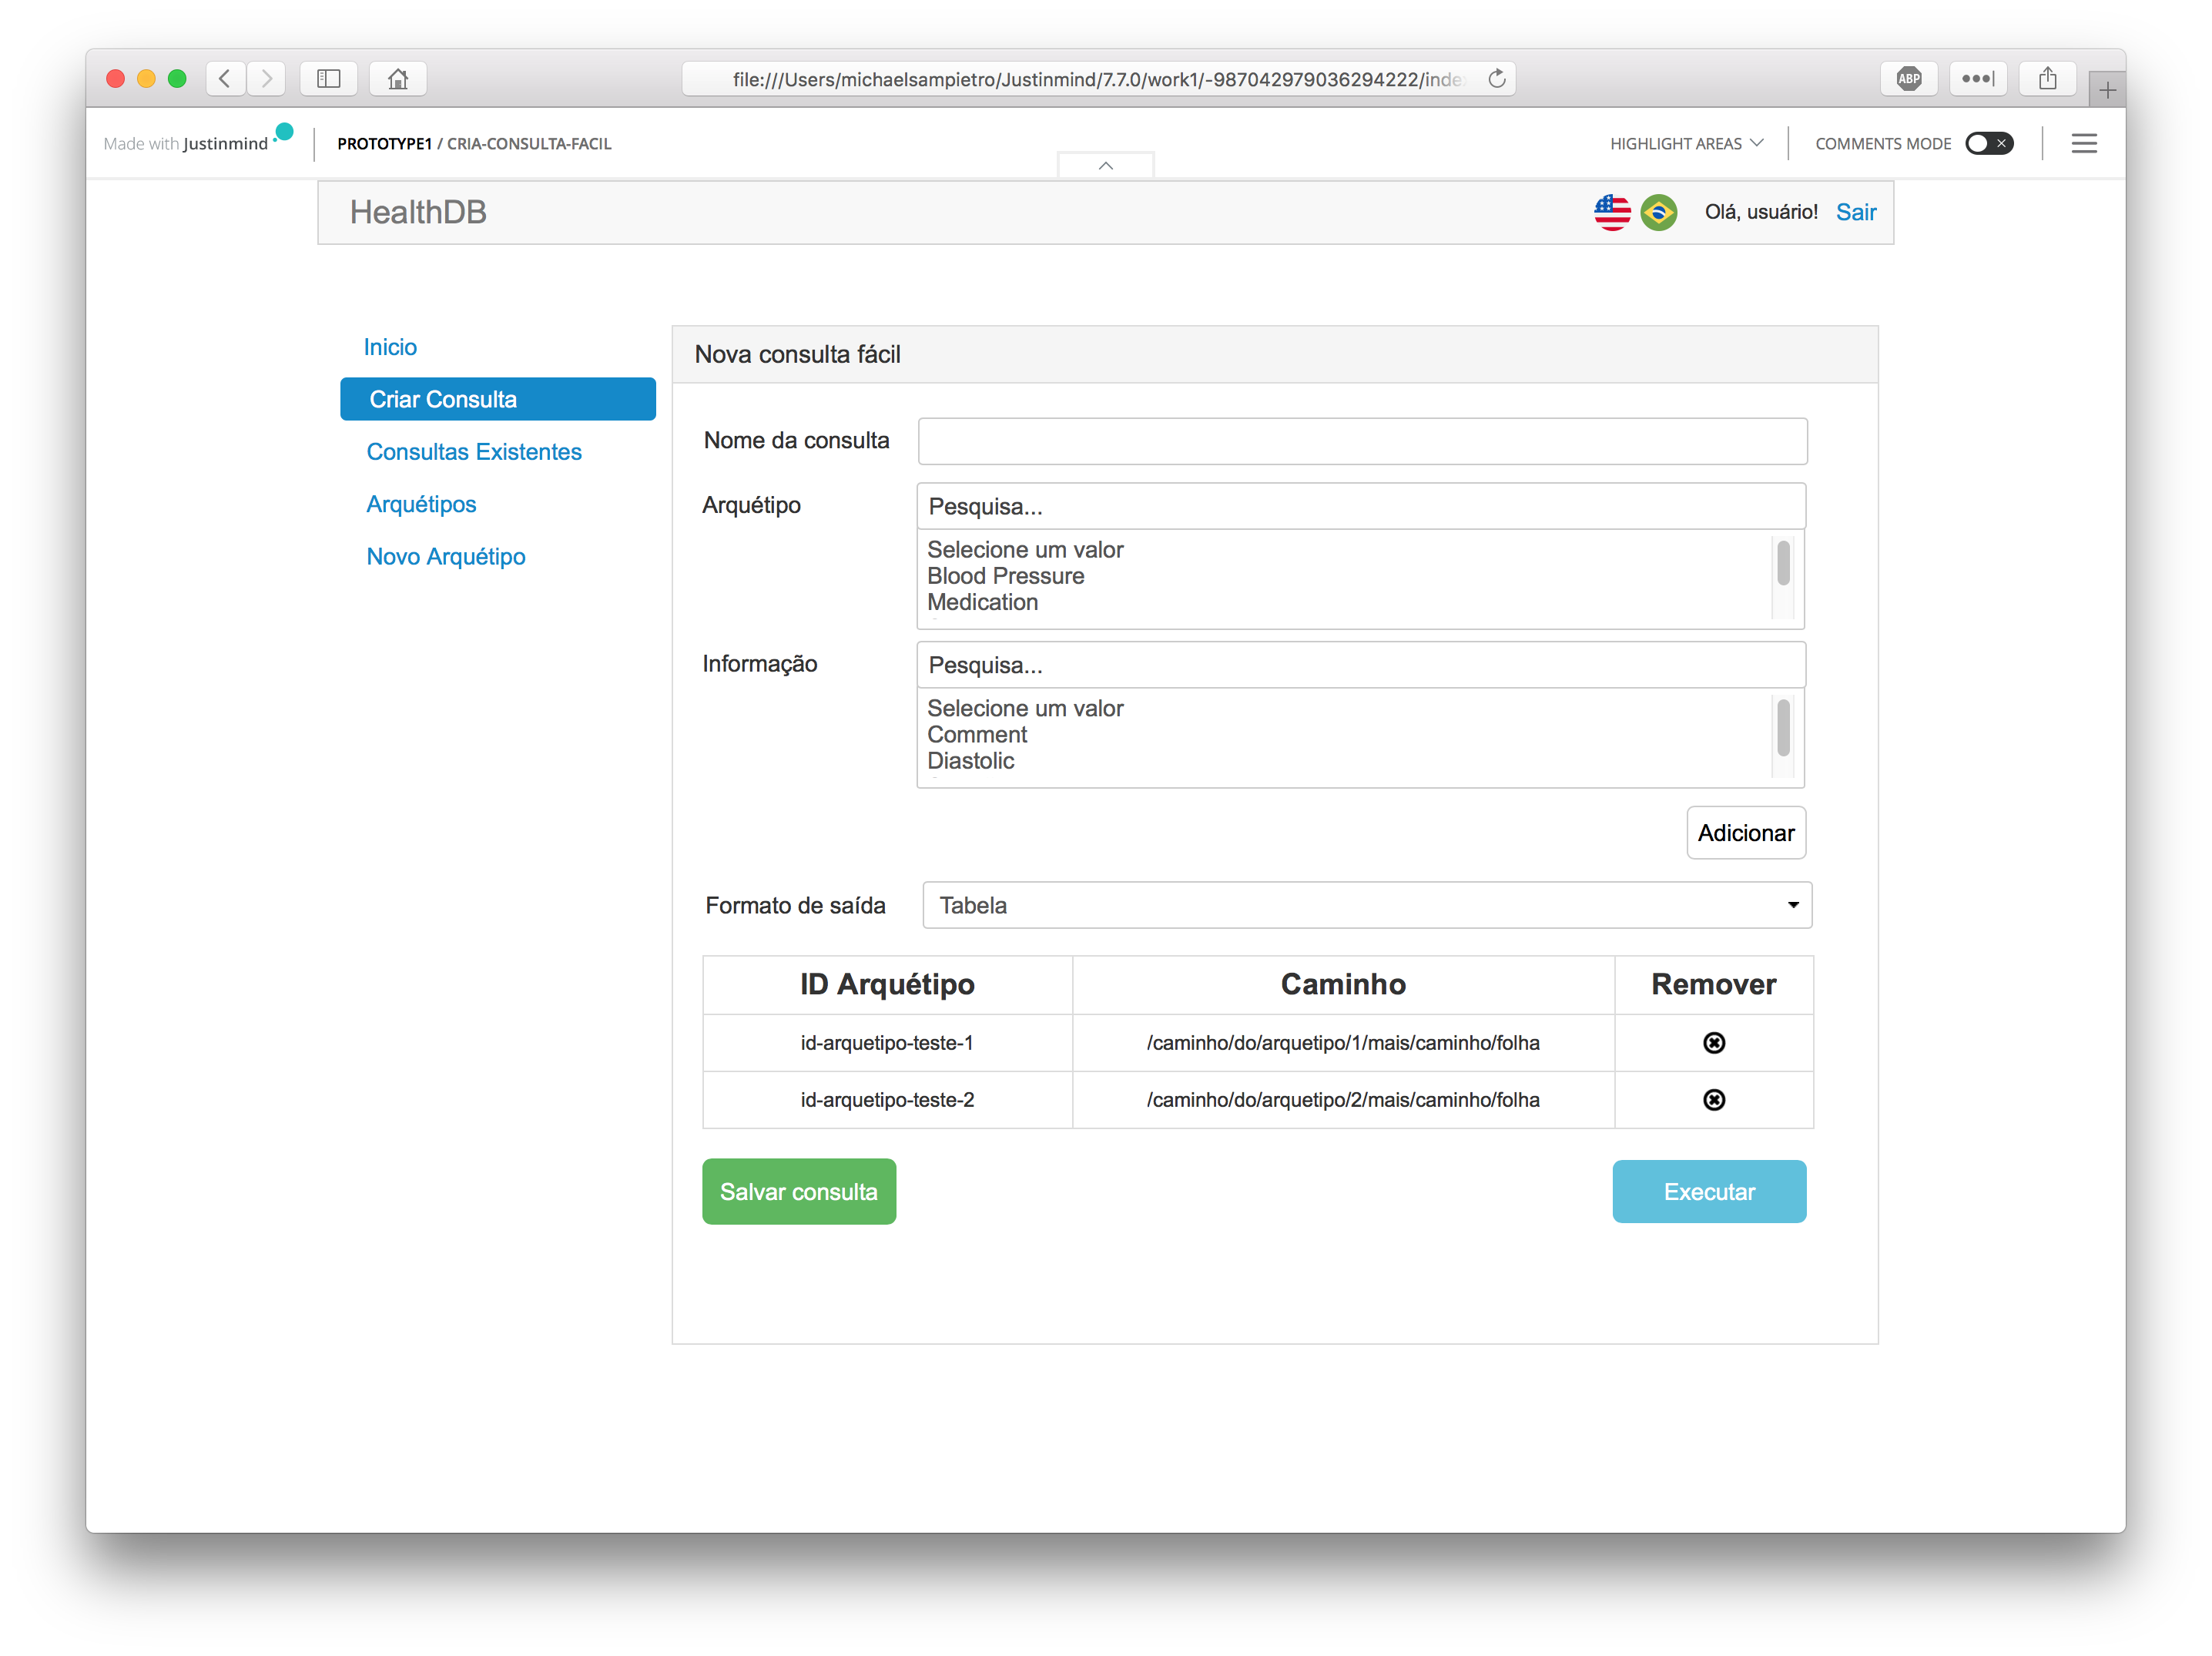 file:///Users/michaelsampietro/Justinmind/7.7.0/work1/-987042979036294222/inde
ABP
Made with Justinmind
PROTOTYPE1 / CRIA-CONSULTA-FACIL
HIGHLIGHT AREAS
COMMENTS MODE
HealthDB
Olá, usuário!
Sair
Inicio
Criar Consulta
Consultas Existentes
Arquétipos
Novo Arquétipo
Nova consulta fácil
Nome da consulta
Arquétipo
Pesquisa...
Selecione um valor
Blood Pressure
Medication
Informação
Pesquisa...
Selecione um valor
Comment
Diastolic
Adicionar
Formato de saída
Tabela
ID Arquétipo Caminho Remover
id-arquetipo-teste-1 /caminho/do/arquetipo/1/mais/caminho/folha
id-arquetipo-teste-2 /caminho/do/arquetipo/2/mais/caminho/folha
Salvar consulta
Executar